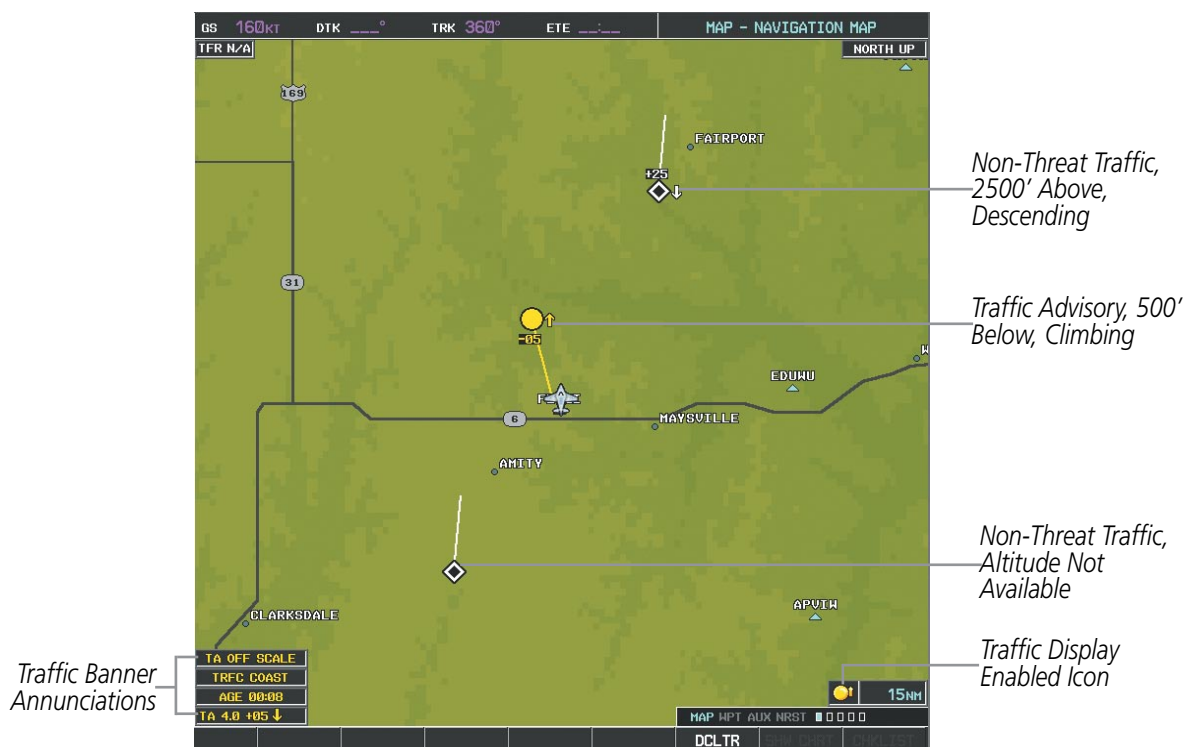 GS 160KT DTK ___° TRK 360° ETE __:__ MAP – NAVIGATION MAP
TFR N/A
NORTH UP
169
FAIRPORT
+25
Non-Threat Traffic,
2500’ Above,
Descending
31
Traffic Advisory, 500’
Below, Climbing
-05
EDUWU
W
6
MAYSVILLE
AMITY
Non-Threat Traffic,
Altitude Not
Available
APVIW
CLARKSDALE
Traffic Banner
Annunciations
TA OFF SCALE
TRFC COAST
AGE 00:08
TA 4.0 +05
Traffic Display
Enabled Icon
15NM
MAP WPT AUX NRST
DCLTR SHW CHRT CHKLIST